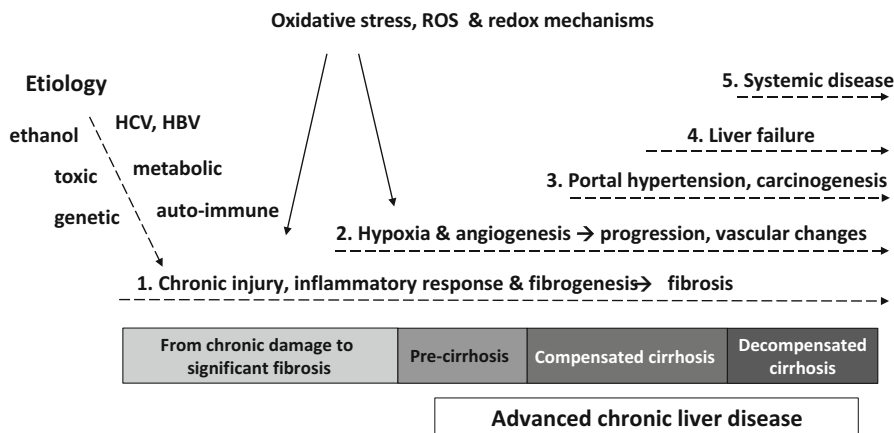 Oxidative stress, ROS & redox mechanisms
Etiology
ethanol
HCV, HBV
toxic
metabolic
genetic
auto-immune
5. Systemic disease
4. Liver failure
3. Portal hypertension, carcinogenesis
2. Hypoxia & angiogenesis → progression, vascular changes
1. Chronic injury, inflammatory response & fibrogenesis→ fibrosis
From chronic damage to
significant fibrosis
Pre-cirrhosis
Compensated cirrhosis
Decompensated
cirrhosis
Advanced chronic liver disease